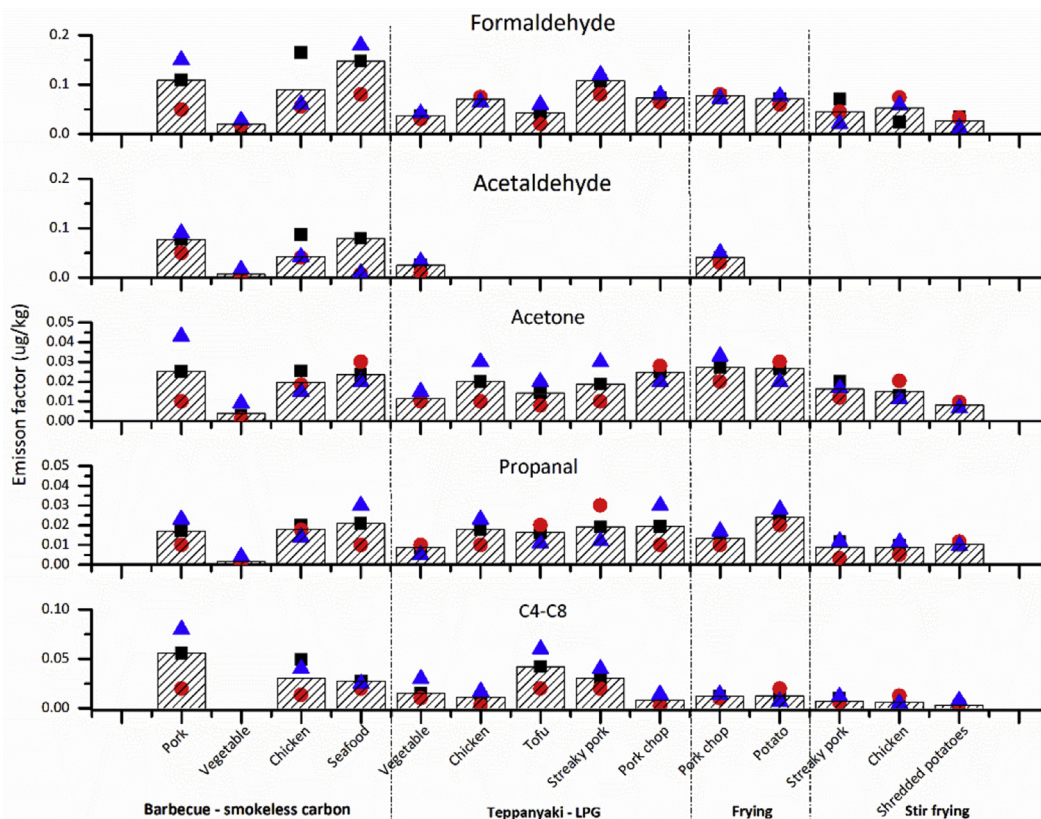 Formaldehyde
0.2
0.1
0.0
Acetaldehyde
0.2
0.1
0.0
Acetone
0.05
0.04
0.03
0.02
0.01
0.00
Propanal
0.05
0.04
0.03
0.02
0.01
0.00
C4-C8
0.10
0.05
0.00
Emisson factor (ug/kg)
Pork
Vegetable
Chicken
Seafood
Vegetable
Chicken
Tofu
Streaky pork
Pork chop
Pork chop
Potato
Streaky pork
Chicken
Shredded potatoes
Barbecue - smokeless carbon
Teppanyaki - LPG
Frying
Stir frying